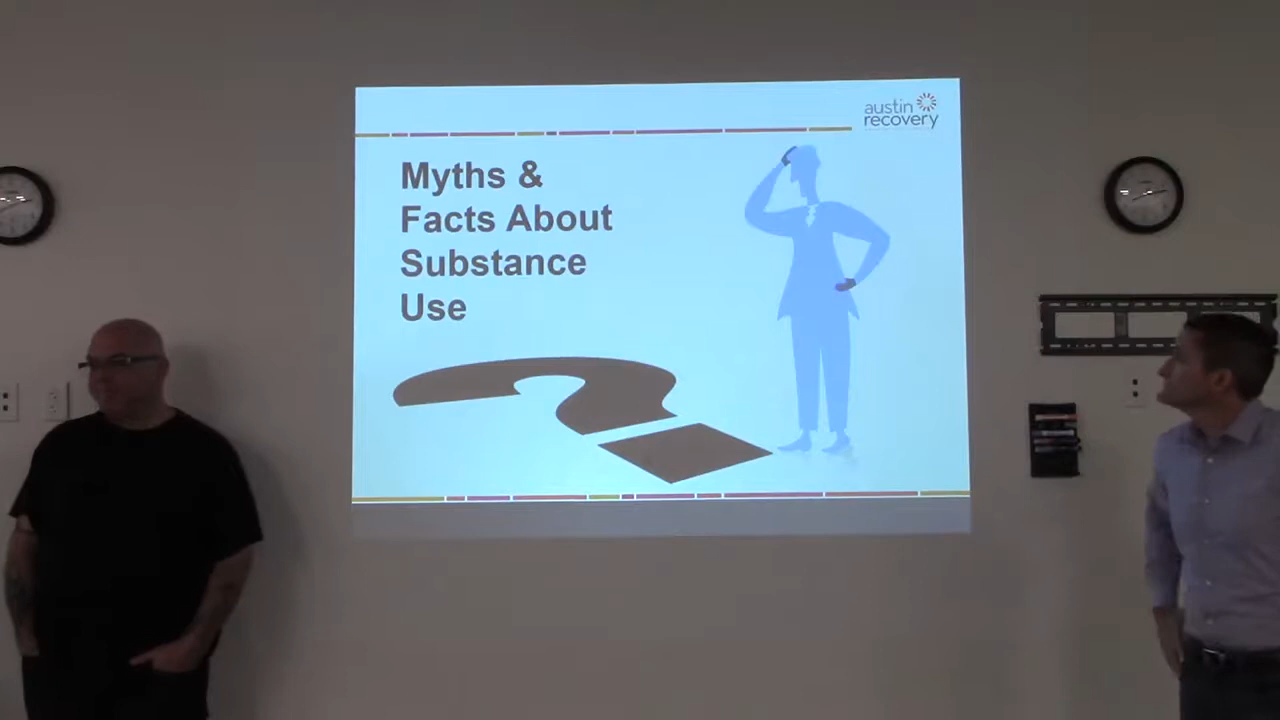 austin
recovery
Myths &
Facts About
Substance
Use